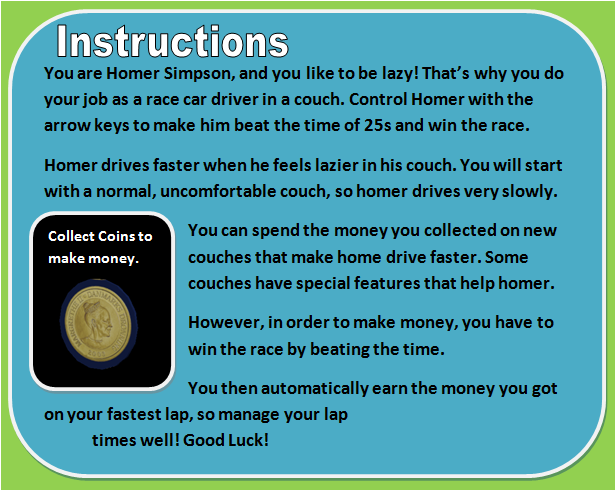 Instructions
You are Homer Simpson, and you like to be lazy! That's why you do
your job as a race car driver in a couch. Control Homer with the
arrow keys to make him beat the time of 25s and win the race.
Homer drives faster when he feels lazier in his couch. You will start
with a normal, uncomfortable couch, so homer drives very slowly.
Collect Coins to
make money.
You can spend the money you collected on new
couches that make home drive faster. Some
couches have special features that help homer.
However, in order to make money, you have to
win the race by beating the time.
You then automatically earn the money you got
on your fastest lap, so manage your lap
times well! Good Luck!